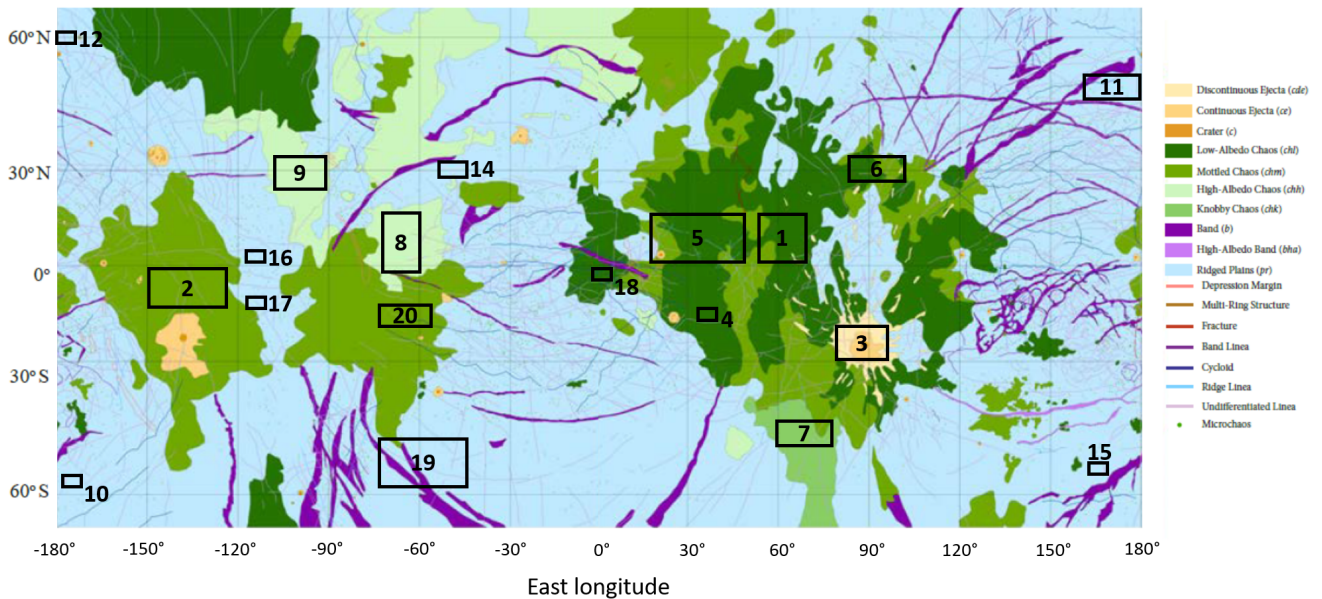 60° N
12
11
9
14
30° N
6
8
5
1
16
0°
2
17
18
20
4
3
30° S
7
19
15
10
60° S
-180°
-150°
-120°
-90°
-60°
-30°
0°
30°
60°
90°
120°
150°
180°
East longitude
Discontinuous Ejecta (cde)
Continuous Ejecta (ce)
Crater (c)
Low-Albedo Chaos (chl)
Mottled Chaos (chm)
High-Albedo Chaos (chh)
Knobby Chaos (chk)
Band (b)
High-Albedo Band (bha)
Ridged Plains (pr)
Depression Margin
Multi-Ring Structure
Fracture
Band Linea
Cycloid
Ridge Linea
Undifferentiated Linea
Microchaos